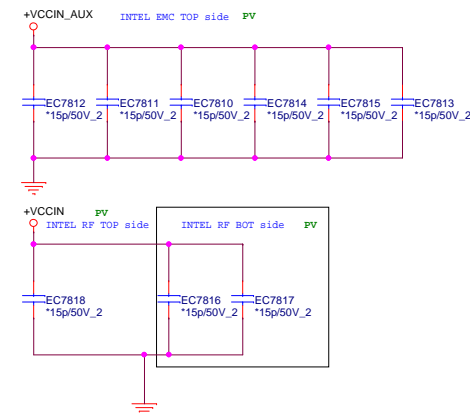 +VCCIN_AUX INTEL EMC TOP side PV
EC7812 EC7811 EC7810 EC7814 EC7815 EC7813
*15p/50V_2 *15p/50V_2 *15p/50V_2 *15p/50V_2 *15p/50V_2 *15p/50V_2
+VCCIN PV
INTEL RF TOP side INTEL RF BOT side PV
EC7818 EC7816 EC7817
*15p/50V_2 *15p/50V_2 *15p/50V_2